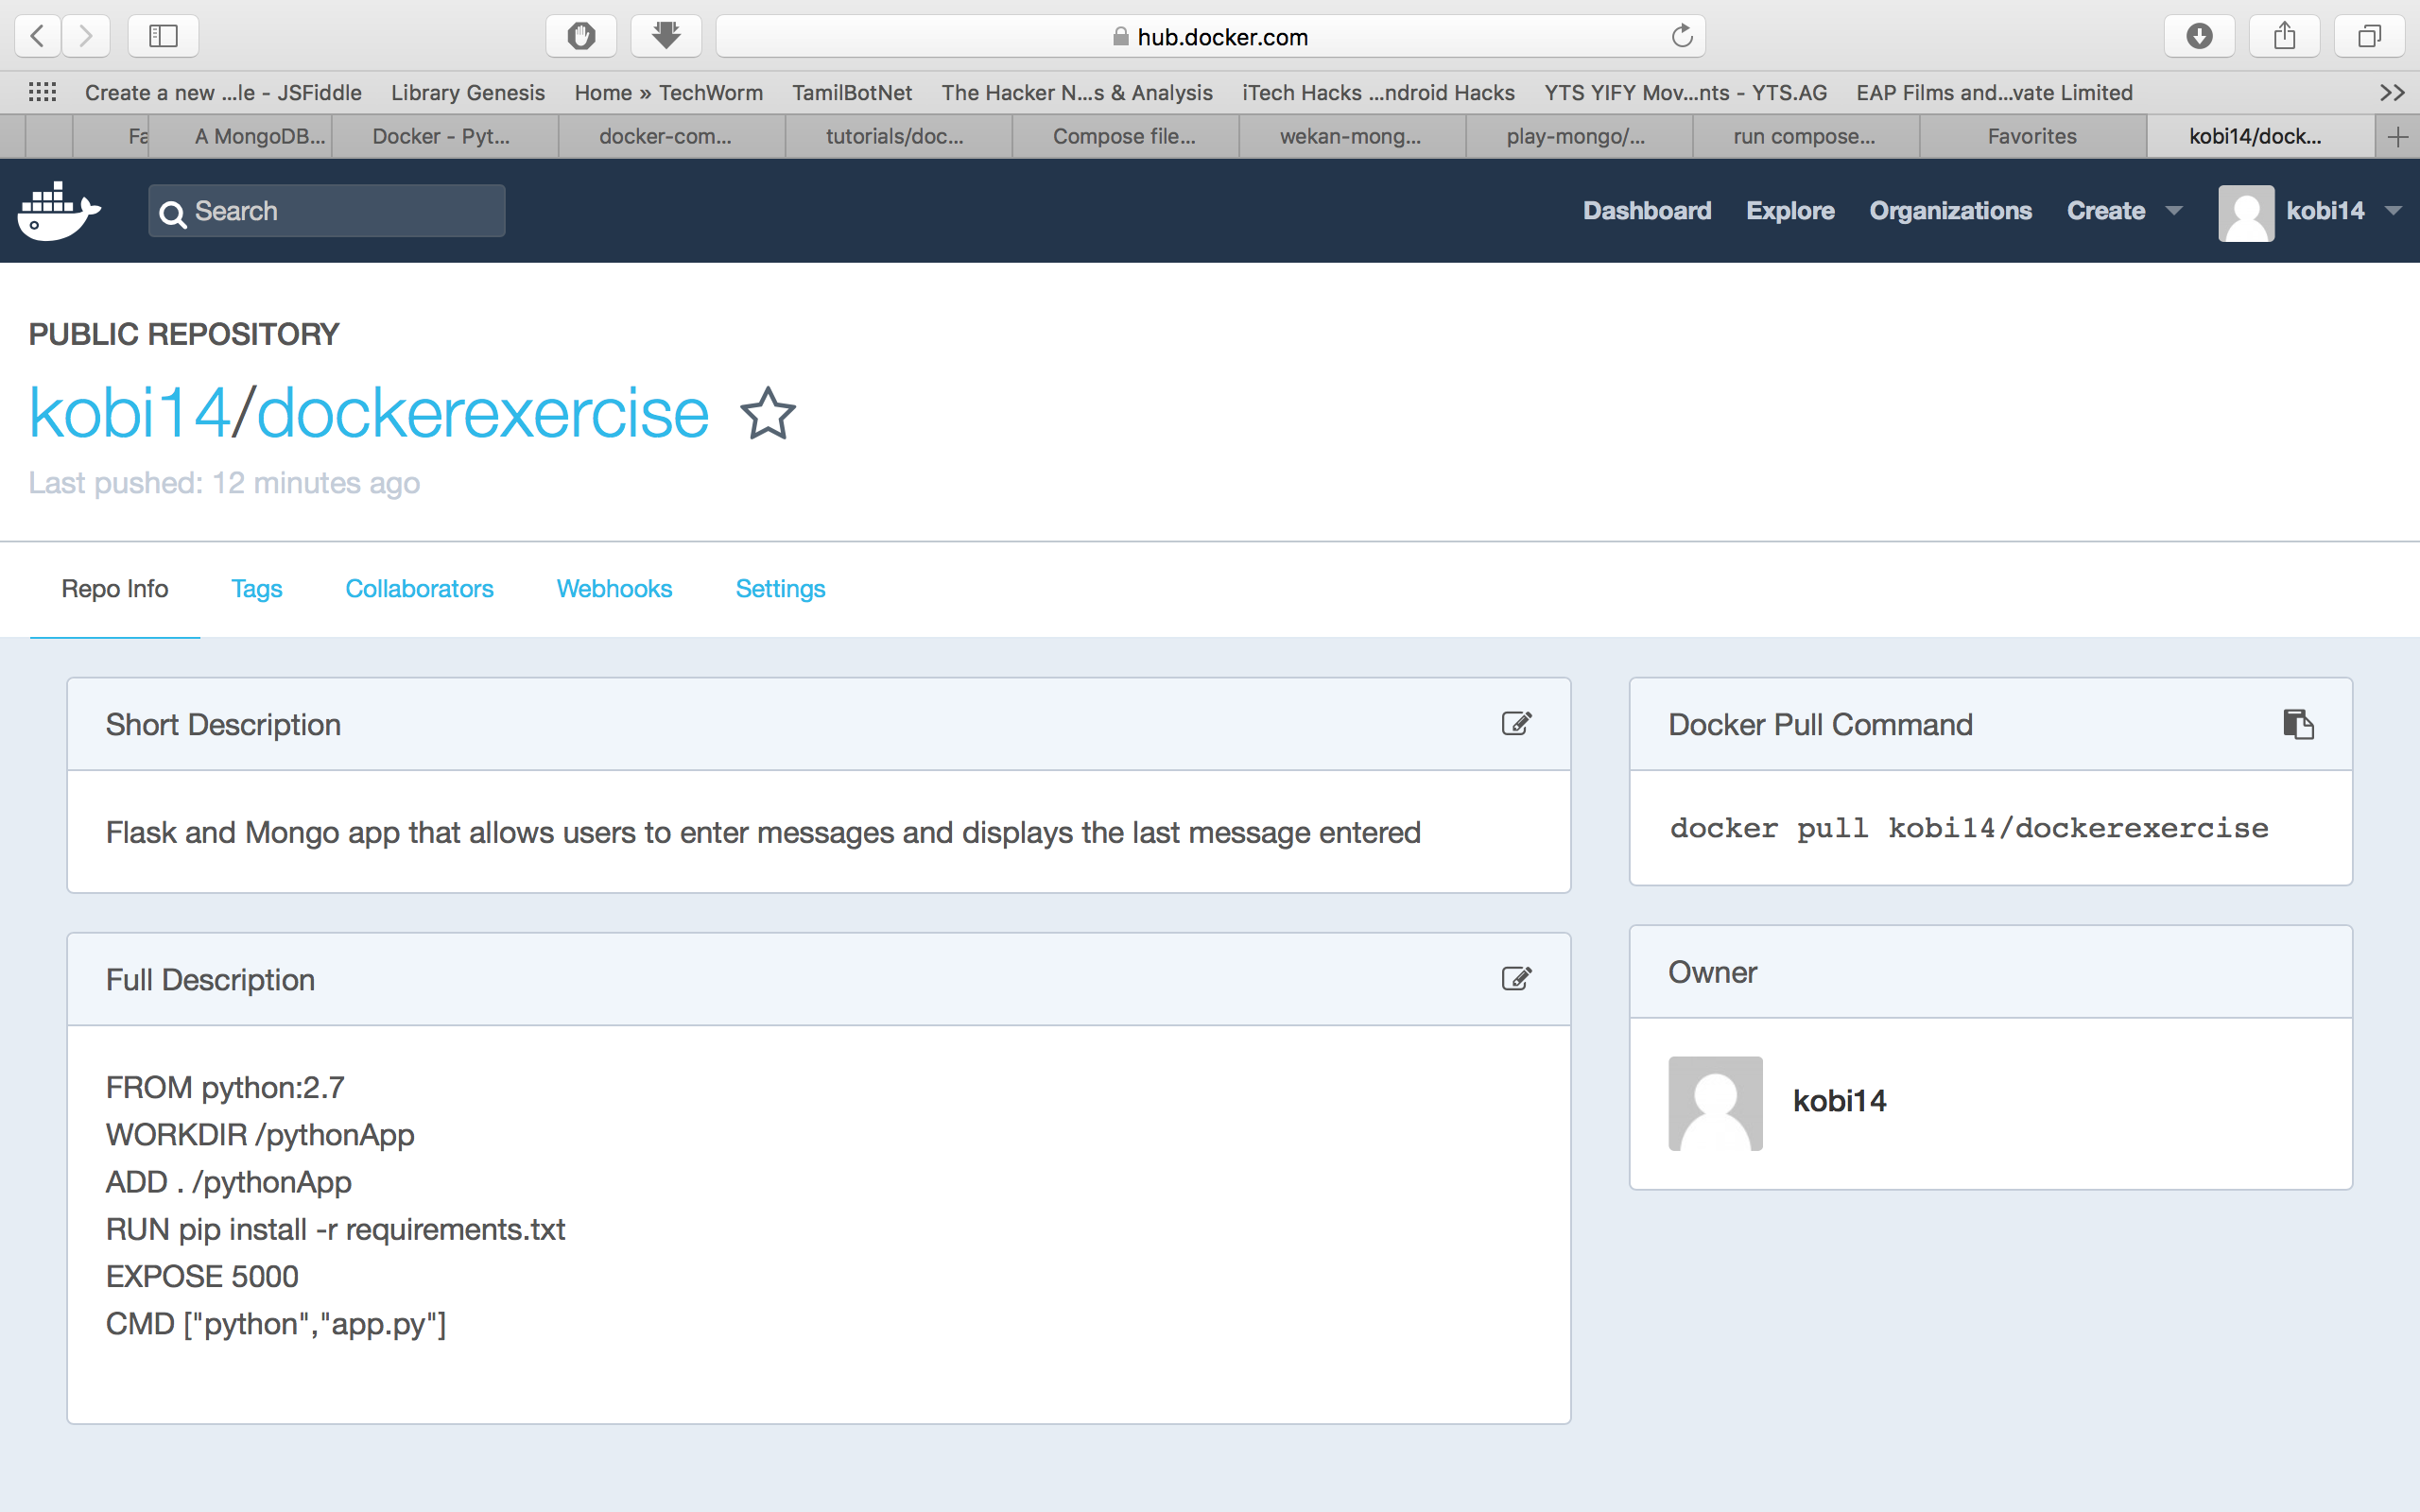 hub.docker.com
Create a new ...le - JSFiddle Library Genesis Home » TechWorm TamilBotNet The Hacker N...s & Analysis iTech Hacks ...ndroid Hacks YTS YIFY Mov...nts - YTS.AG EAP Films and...vate Limited
Fa A MongoDB... Docker - Pyt... docker-com... tutorials/doc... Compose file... wekan-mong... play-mongo/... run compose... Favorites kobi14/dock...
Search Dashboard Explore Organizations Create kobi14
PUBLIC REPOSITORY
kobi14/dockerexercise
Last pushed: 12 minutes ago
Repo Info Tags Collaborators Webhooks Settings
Short Description
Flask and Mongo app that allows users to enter messages and displays the last message entered
Docker Pull Command
docker pull kobi14/dockerexercise
Full Description
FROM python:2.7
WORKDIR /pythonApp
ADD . /pythonApp
RUN pip install -r requirements.txt
EXPOSE 5000
CMD ["python","app.py"]
Owner
kobi14